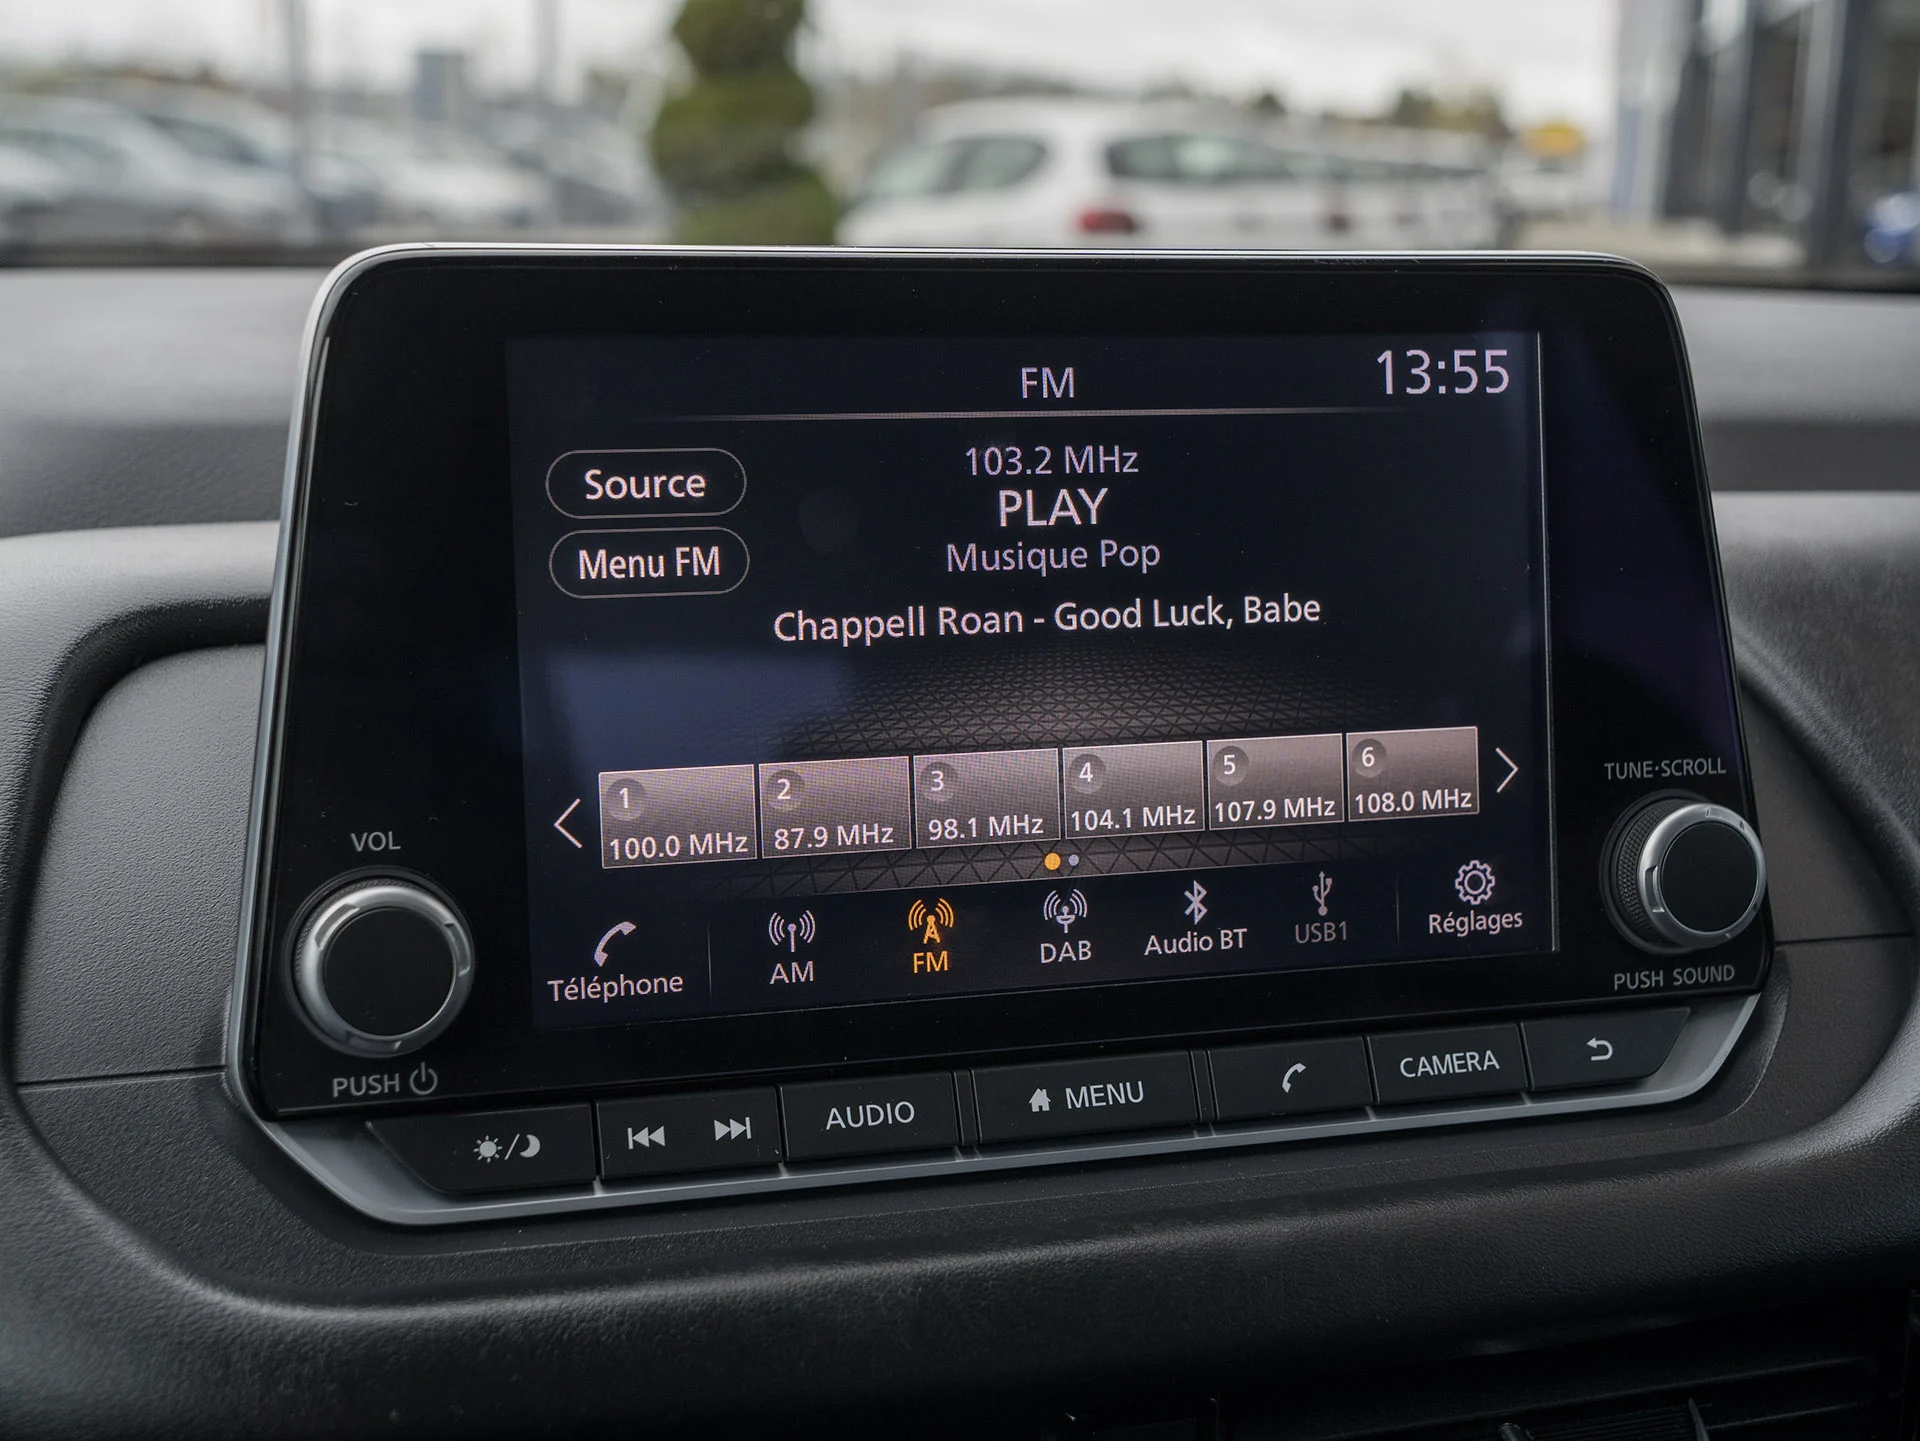 FM
13:55
Source
Menu FM
103.2 MHz
PLAY
Musique Pop
Chappell Roan - Good Luck, Babe
1
100.0 MHz
2
87.9 MHz
3
98.1 MHz
4
104.1 MHz
5
107.9 MHz
6
108.0 MHz
Téléphone
AM
FM
DAB
Audio BT
USB1
Réglages
VOL
PUSH
TUNE·SCROLL
PUSH SOUND
AUDIO
MENU
CAMERA